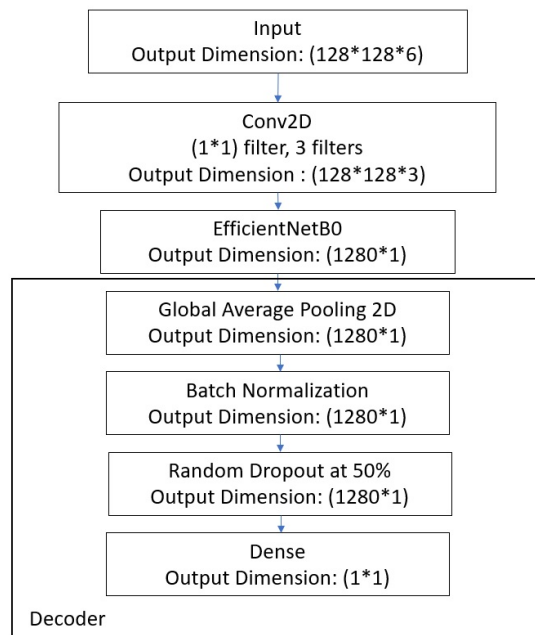 Input
Output Dimension: (128*128*6)
Conv2D
(1*1) filter, 3 filters
Output Dimension : (128*128*3)
EfficientNetB0
Output Dimension: (1280*1)
Global Average Pooling 2D
Output Dimension: (1280*1)
Batch Normalization
Output Dimension: (1280*1)
Random Dropout at 50%
Output Dimension: (1280*1)
Dense
Output Dimension: (1*1)
Decoder